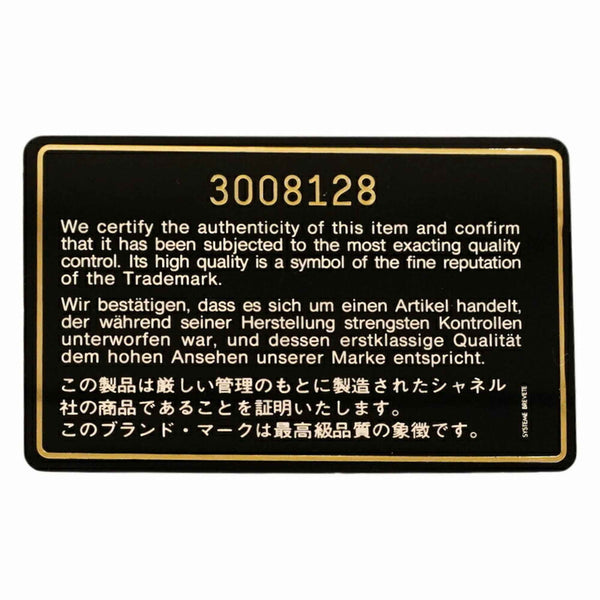 3008128
We certify the authenticity of this item and confirm
that it has been subjected to the most exacting quality
control. Its high quality is a symbol of the fine reputation
of the Trademark.
Wir bestätigen, dass es sich um einen Artikel handelt,
der während seiner Herstellung strengsten Kontrollen
unterworfen war, und dessen erstklassige Qualität
dem hohen Ansehen unserer Marke entspricht.
この製品は厳しい管理のもとに製造されたシャネル
社の商品であることを証明いたします。
このブランド・マークは最高級品質の象徴です。
SYSTEME BREVETE